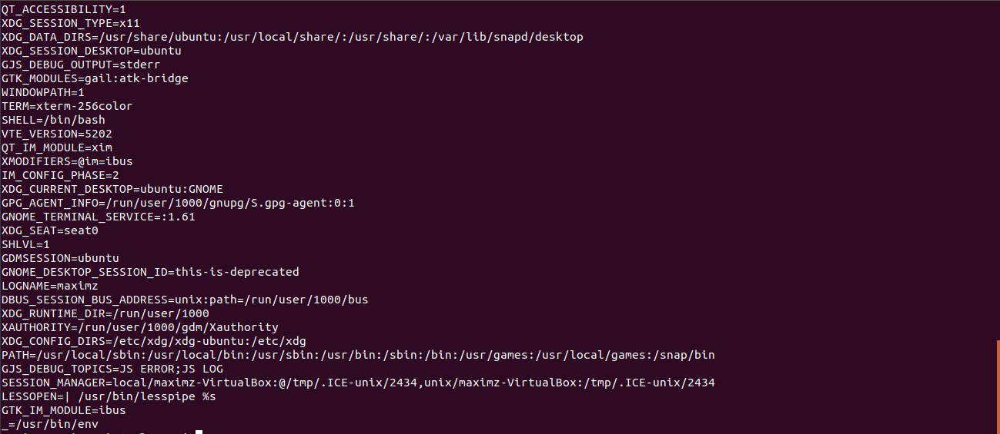 QT_ACCESSIBILITY=1
XDG_SESSION_TYPE=x11
XDG_DATA_DIRS=/usr/share/ubuntu:/usr/local/share/:/usr/share/:/var/lib/snapd/desktop
XDG_SESSION_DESKTOP=ubuntu
GJS_DEBUG_OUTPUT=stderr
GTK_MODULES=gail:atk-bridge
WINDOWPATH=1
TERM=xterm-256color
SHELL=/bin/bash
VTE_VERSION=5202
QT_IM_MODULE=xim
XMODIFIERS=@im=ibus
IM_CONFIG_PHASE=2
XDG_CURRENT_DESKTOP=ubuntu:GNOME
GPG_AGENT_INFO=/run/user/1000/gnupg/S.gpg-agent:0:1
GNOME_TERMINAL_SERVICE=:1.61
XDG_SEAT=seat0
SHLVL=1
GDMSESSION=ubuntu
GNOME_DESKTOP_SESSION_ID=this-is-deprecated
LOGNAME=maximz
DBUS_SESSION_BUS_ADDRESS=unix:path=/run/user/1000/bus
XDG_RUNTIME_DIR=/run/user/1000
XAUTHORITY=/run/user/1000/gdm/Xauthority
XDG_CONFIG_DIRS=/etc/xdg/xdg-ubuntu:/etc/xdg
PATH=/usr/local/sbin:/usr/local/bin:/usr/sbin:/usr/bin:/sbin:/bin:/usr/games:/usr/local/games:/snap/bin
GJS_DEBUG_TOPICS=JS ERROR;JS LOG
SESSION_MANAGER=local/maximz-VirtualBox:@/tmp/.ICE-unix/2434,unix/maximz-VirtualBox:/tmp/.ICE-unix/2434
LESSOPEN=| /usr/bin/lesspipe %s
GTK_IM_MODULE=ibus
_=/usr/bin/env